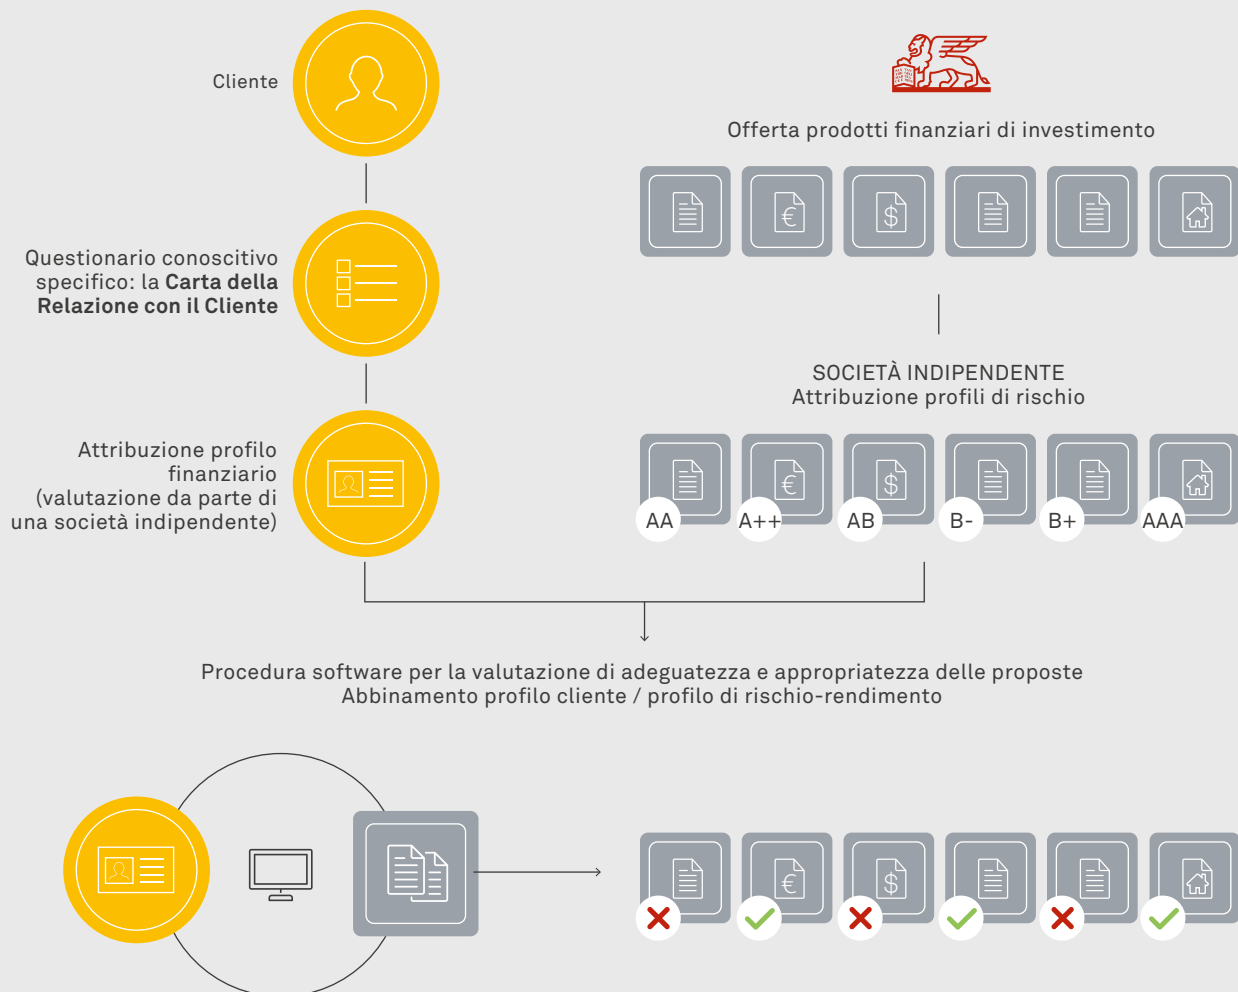 Cliente
Questionario conoscitivo
specifico: la Carta della
Relazione con il Cliente
Attribuzione profilo
finanziario
(valutazione da parte di
una società indipendente)
Offerta prodotti finanziari di investimento
€
$
SOCIETÀ INDIPENDENTE
Attribuzione profili di rischio
€
$
AA
A++
AB
B-
B+
AAA
Procedura software per la valutazione di adeguatezza e appropriatezza delle proposte
Abbinamento profilo cliente / profilo di rischio-rendimento
€
$